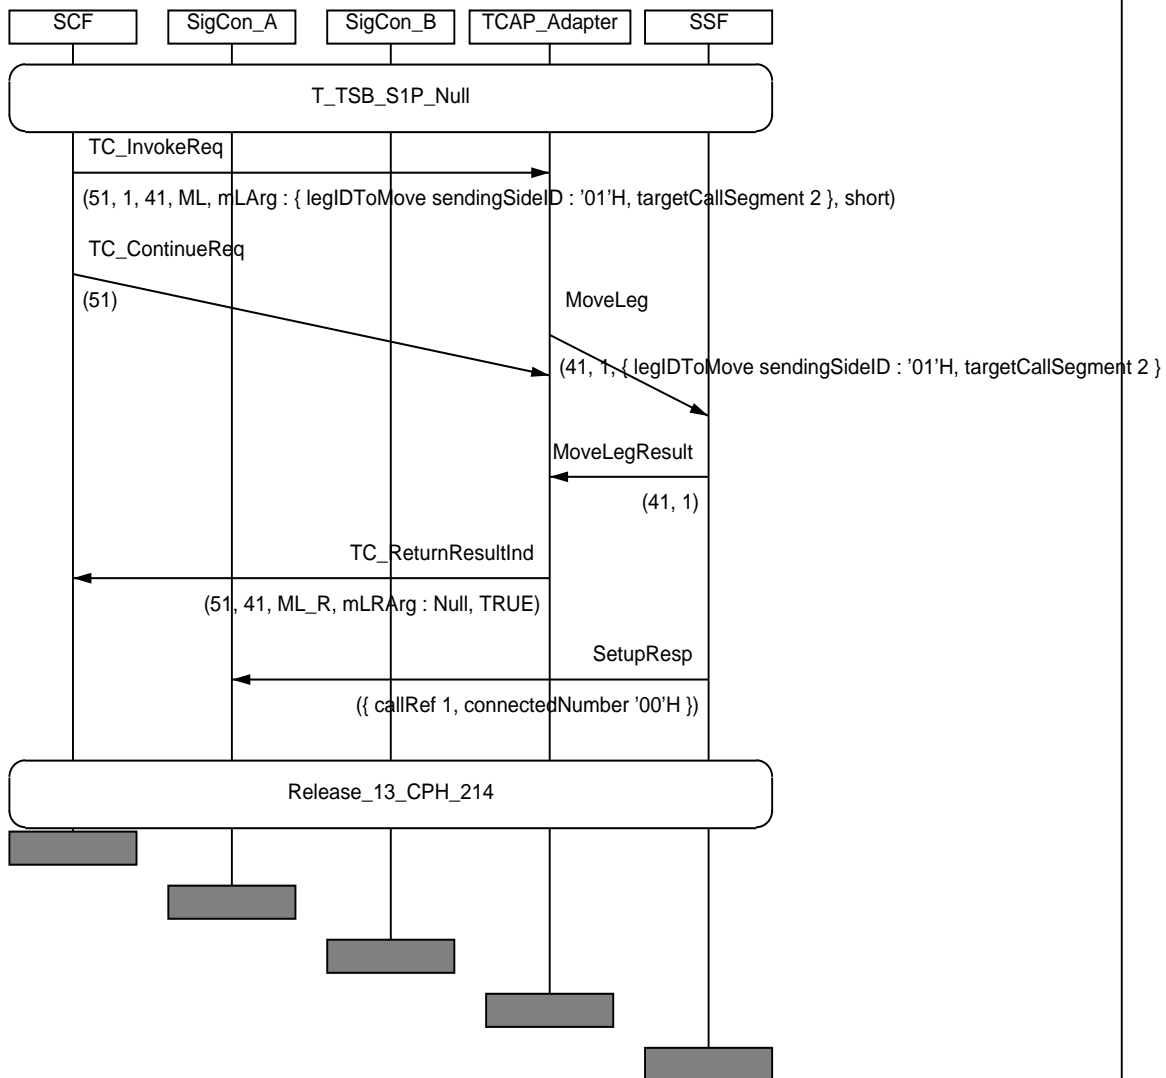 SCF SigCon_A SigCon_B TCAP_Adapter SSF
T_TSB_S1P_Null
TC_InvokeReq
(51, 1, 41, ML, mLArg : { legIDToMove sendingSideID : '01'H, targetCallSegment 2 }, short)
TC_ContinueReq
(51)
MoveLeg
(41, 1, { legIDToMove sendingSideID : '01'H, targetCallSegment 2 }
MoveLegResult
(41, 1)
TC_ReturnResultInd
(51, 41, ML_R, mLRArg : Null, TRUE)
SetupResp
({ callRef 1, connectedNumber '00'H })
Release_13_CPH_214